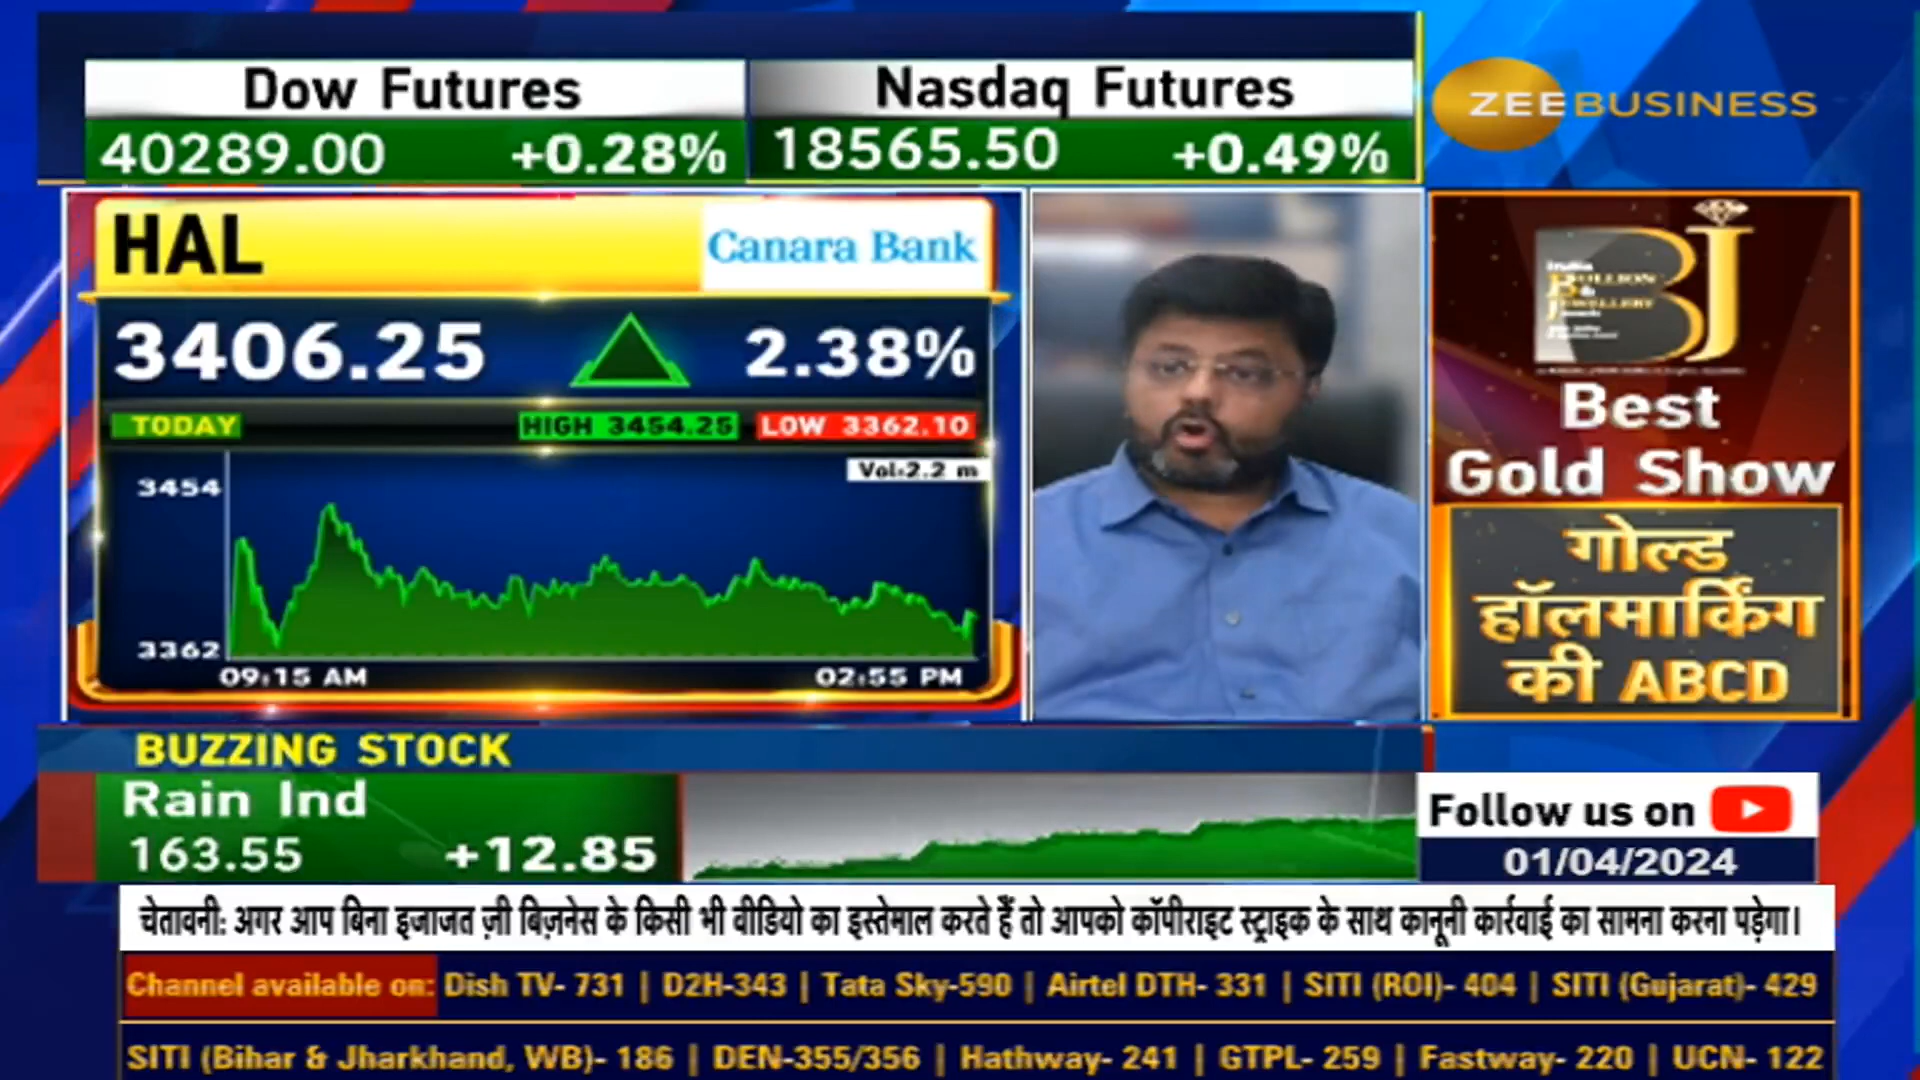 Dow Futures
40289.00 +0.28%
Nasdaq Futures
18565.50 +0.49%
ZEEBUSINESS
HAL
Canara Bank
3406.25 2.38%
TODAY HIGH 3454.25 LOW 3362.10
Vol:2.2 m
3454
3362
09:15 AM 02:55 PM
BJ
Best
Gold Show
गोल्ड
हॉलमार्किंग
की ABCD
BUZZING STOCK
Rain Ind
163.55 +12.85
Follow us on
01/04/2024
चेतावनी: अगर आप बिना इजाजत ज़ी बिज़नेस के किसी भी वीडियो का इस्तेमाल करते हैं तो आपको कॉपीराइट स्ट्राइक के साथ कानूनी कार्रवाई का सामना करना पड़ेगा।
Channel available on: Dish TV- 731 | D2H-343 | Tata Sky-590 | Airtel DTH- 331 | SITI (ROI)- 404 | SITI (Gujarat)- 429
SITI (Bihar & Jharkhand, WB)- 186 | DEN-355/356 | Hathway- 241 | GTPL- 259 | Fastway- 220 | UCN- 122